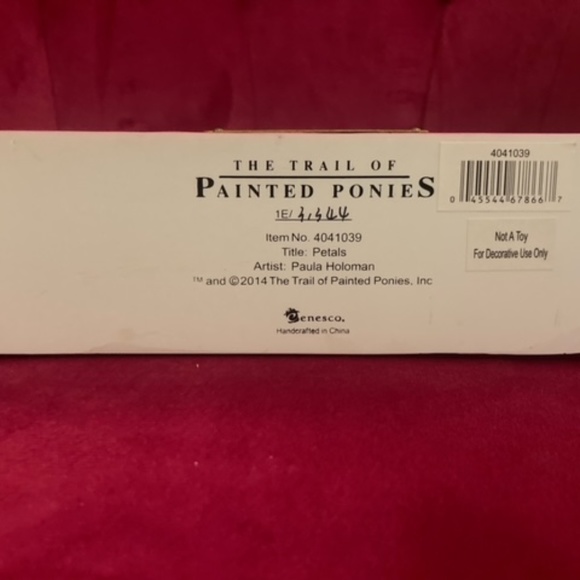 THE TRAIL OF
PAINTED PONIES
1E/ 3,344
Item No. 4041039
Title: Petals
Artist: Paula Holoman
™ and ©2014 The Trail of Painted Ponies, Inc
enesco.
Handcrafted in China
4041039
0 45544 67866 7
Not A Toy
For Decorative Use Only